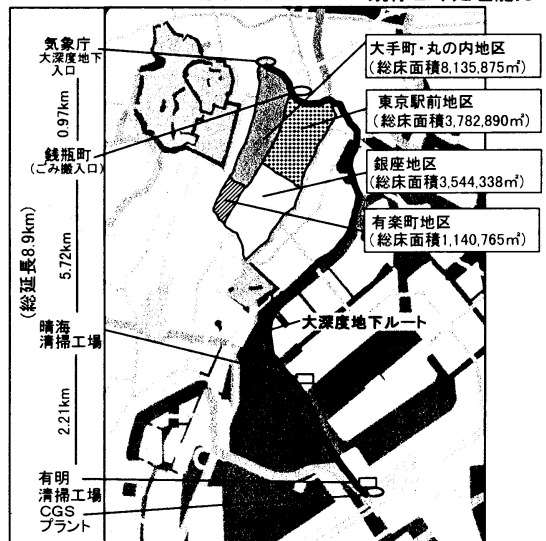 気象庁
大深度地下
入口
0.97km
銭瓶町
(ごみ搬入口)
(総延長8.9km)
5.72km
晴海
清掃工場
2.21km
有明
清掃工場
CGS
プラント
大手町・丸の内地区
(総床面積8,135,875㎡)
東京駅前地区
(総床面積3,782,890㎡)
銀座地区
(総床面積3,544,338㎡)
有楽町地区
(総床面積1,140,765㎡)
大深度地下ルート